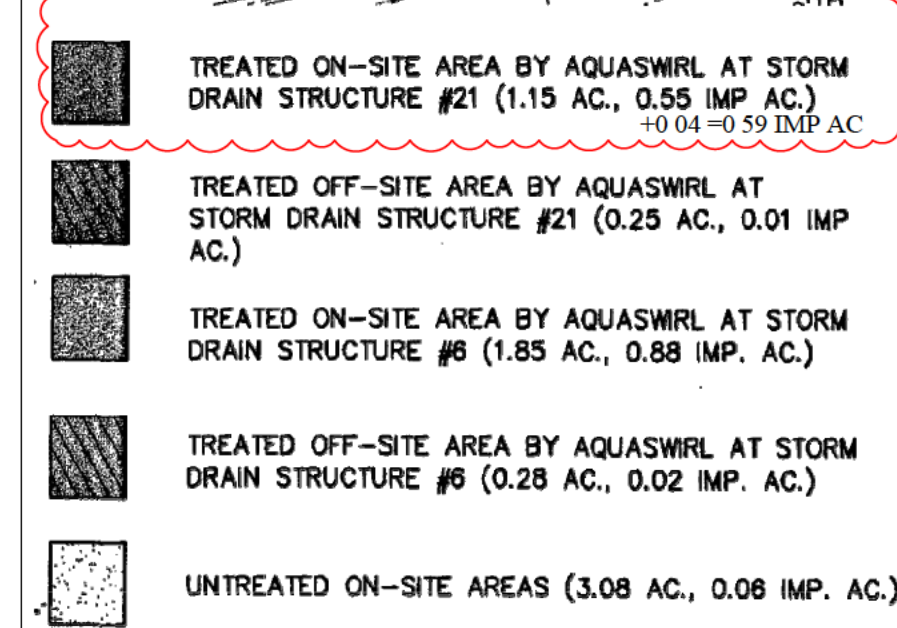 TREATED ON-SITE AREA BY AQUASWIRL AT STORM
DRAIN STRUCTURE #21 (1.15 AC., 0.55 IMP AC.)
+0 04 =0 59 IMP AC
TREATED OFF-SITE AREA BY AQUASWIRL AT
STORM DRAIN STRUCTURE #21 (0.25 AC., 0.01 IMP
AC.)
TREATED ON-SITE AREA BY AQUASWIRL AT STORM
DRAIN STRUCTURE #6 (1.85 AC., 0.88 IMP. AC.)
TREATED OFF-SITE AREA BY AQUASWIRL AT STORM
DRAIN STRUCTURE #6 (0.28 AC., 0.02 IMP. AC.)
UNTREATED ON-SITE AREAS (3.08 AC., 0.06 IMP. AC.)